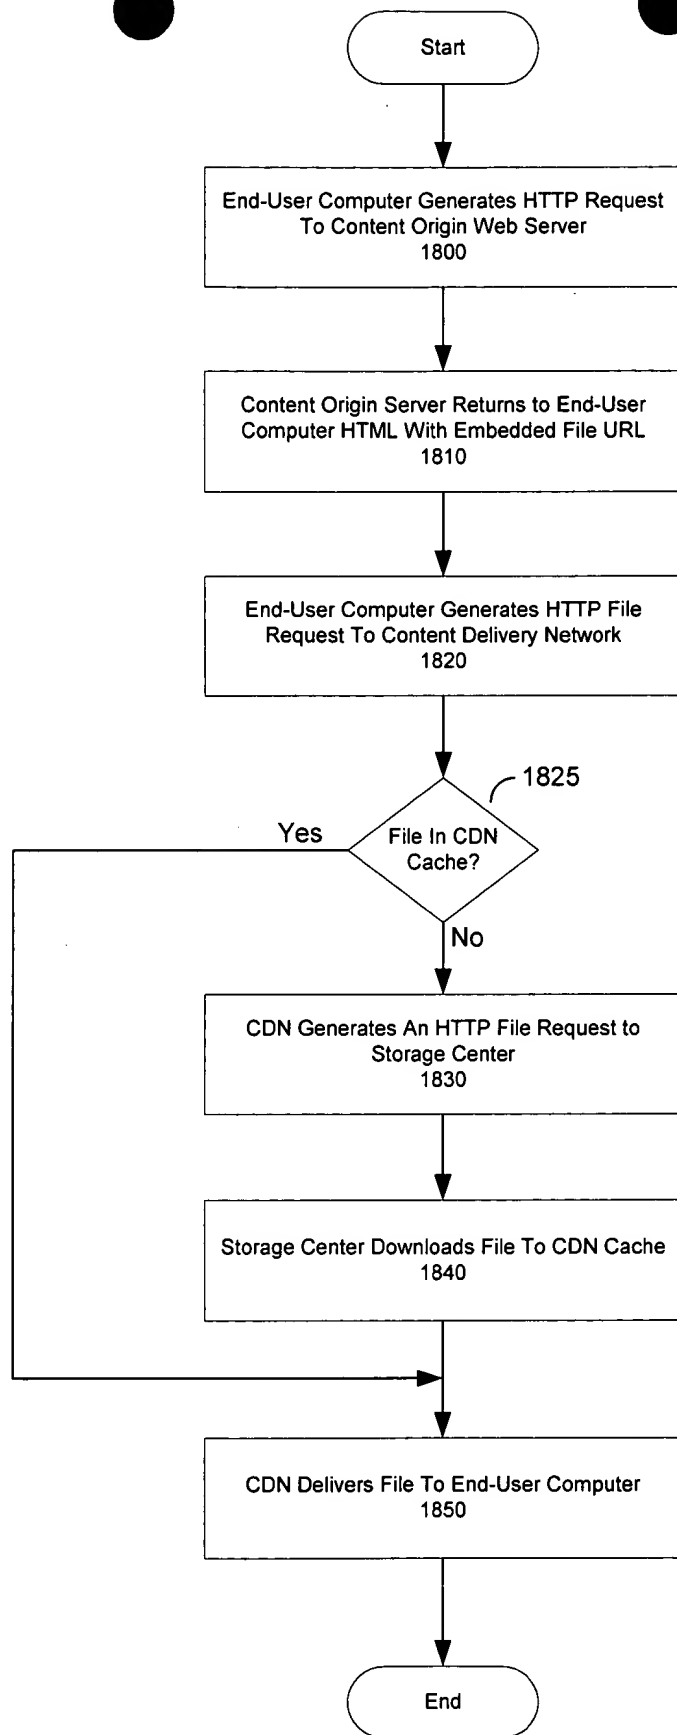 Start
End-User Computer Generates HTTP Request
To Content Origin Web Server
1800
Content Origin Server Returns to End-User
Computer HTML With Embedded File URL
1810
End-User Computer Generates HTTP File
Request To Content Delivery Network
1820
1825
Yes
File In CDN
Cache?
No
CDN Generates An HTTP File Request to
Storage Center
1830
Storage Center Downloads File To CDN Cache
1840
CDN Delivers File To End-User Computer
1850
End